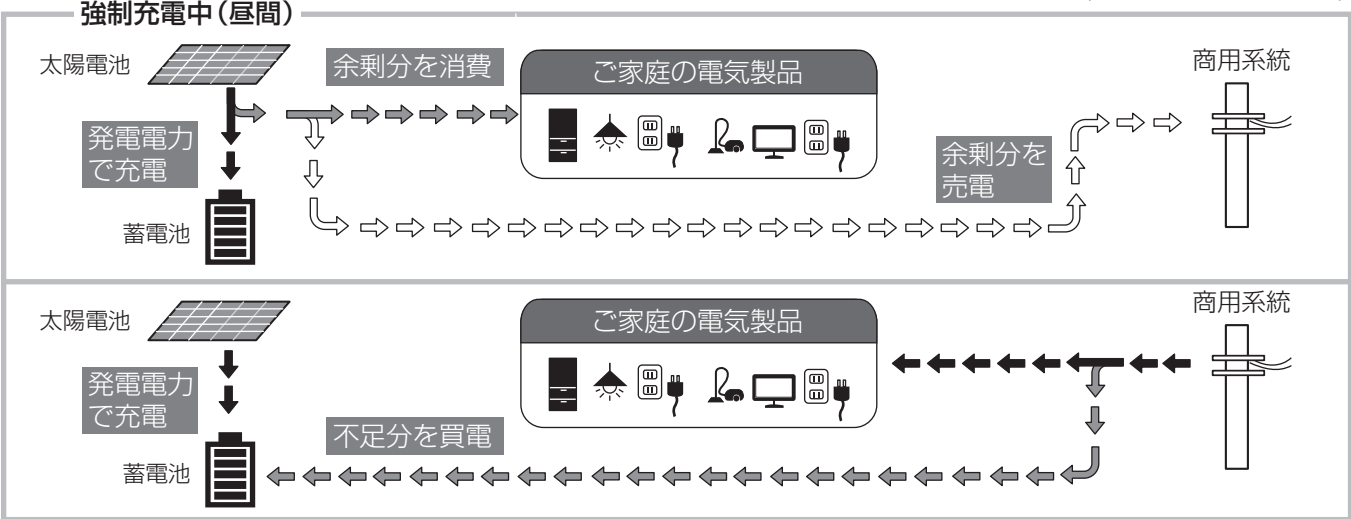 強制充電中（昼間）
太陽電池
余剰分を消費
ご家庭の電気製品
商用系統
発電電力
で充電
余剰分を
売電
蓄電池
太陽電池
ご家庭の電気製品
商用系統
発電電力
で充電
不足分を買電
蓄電池